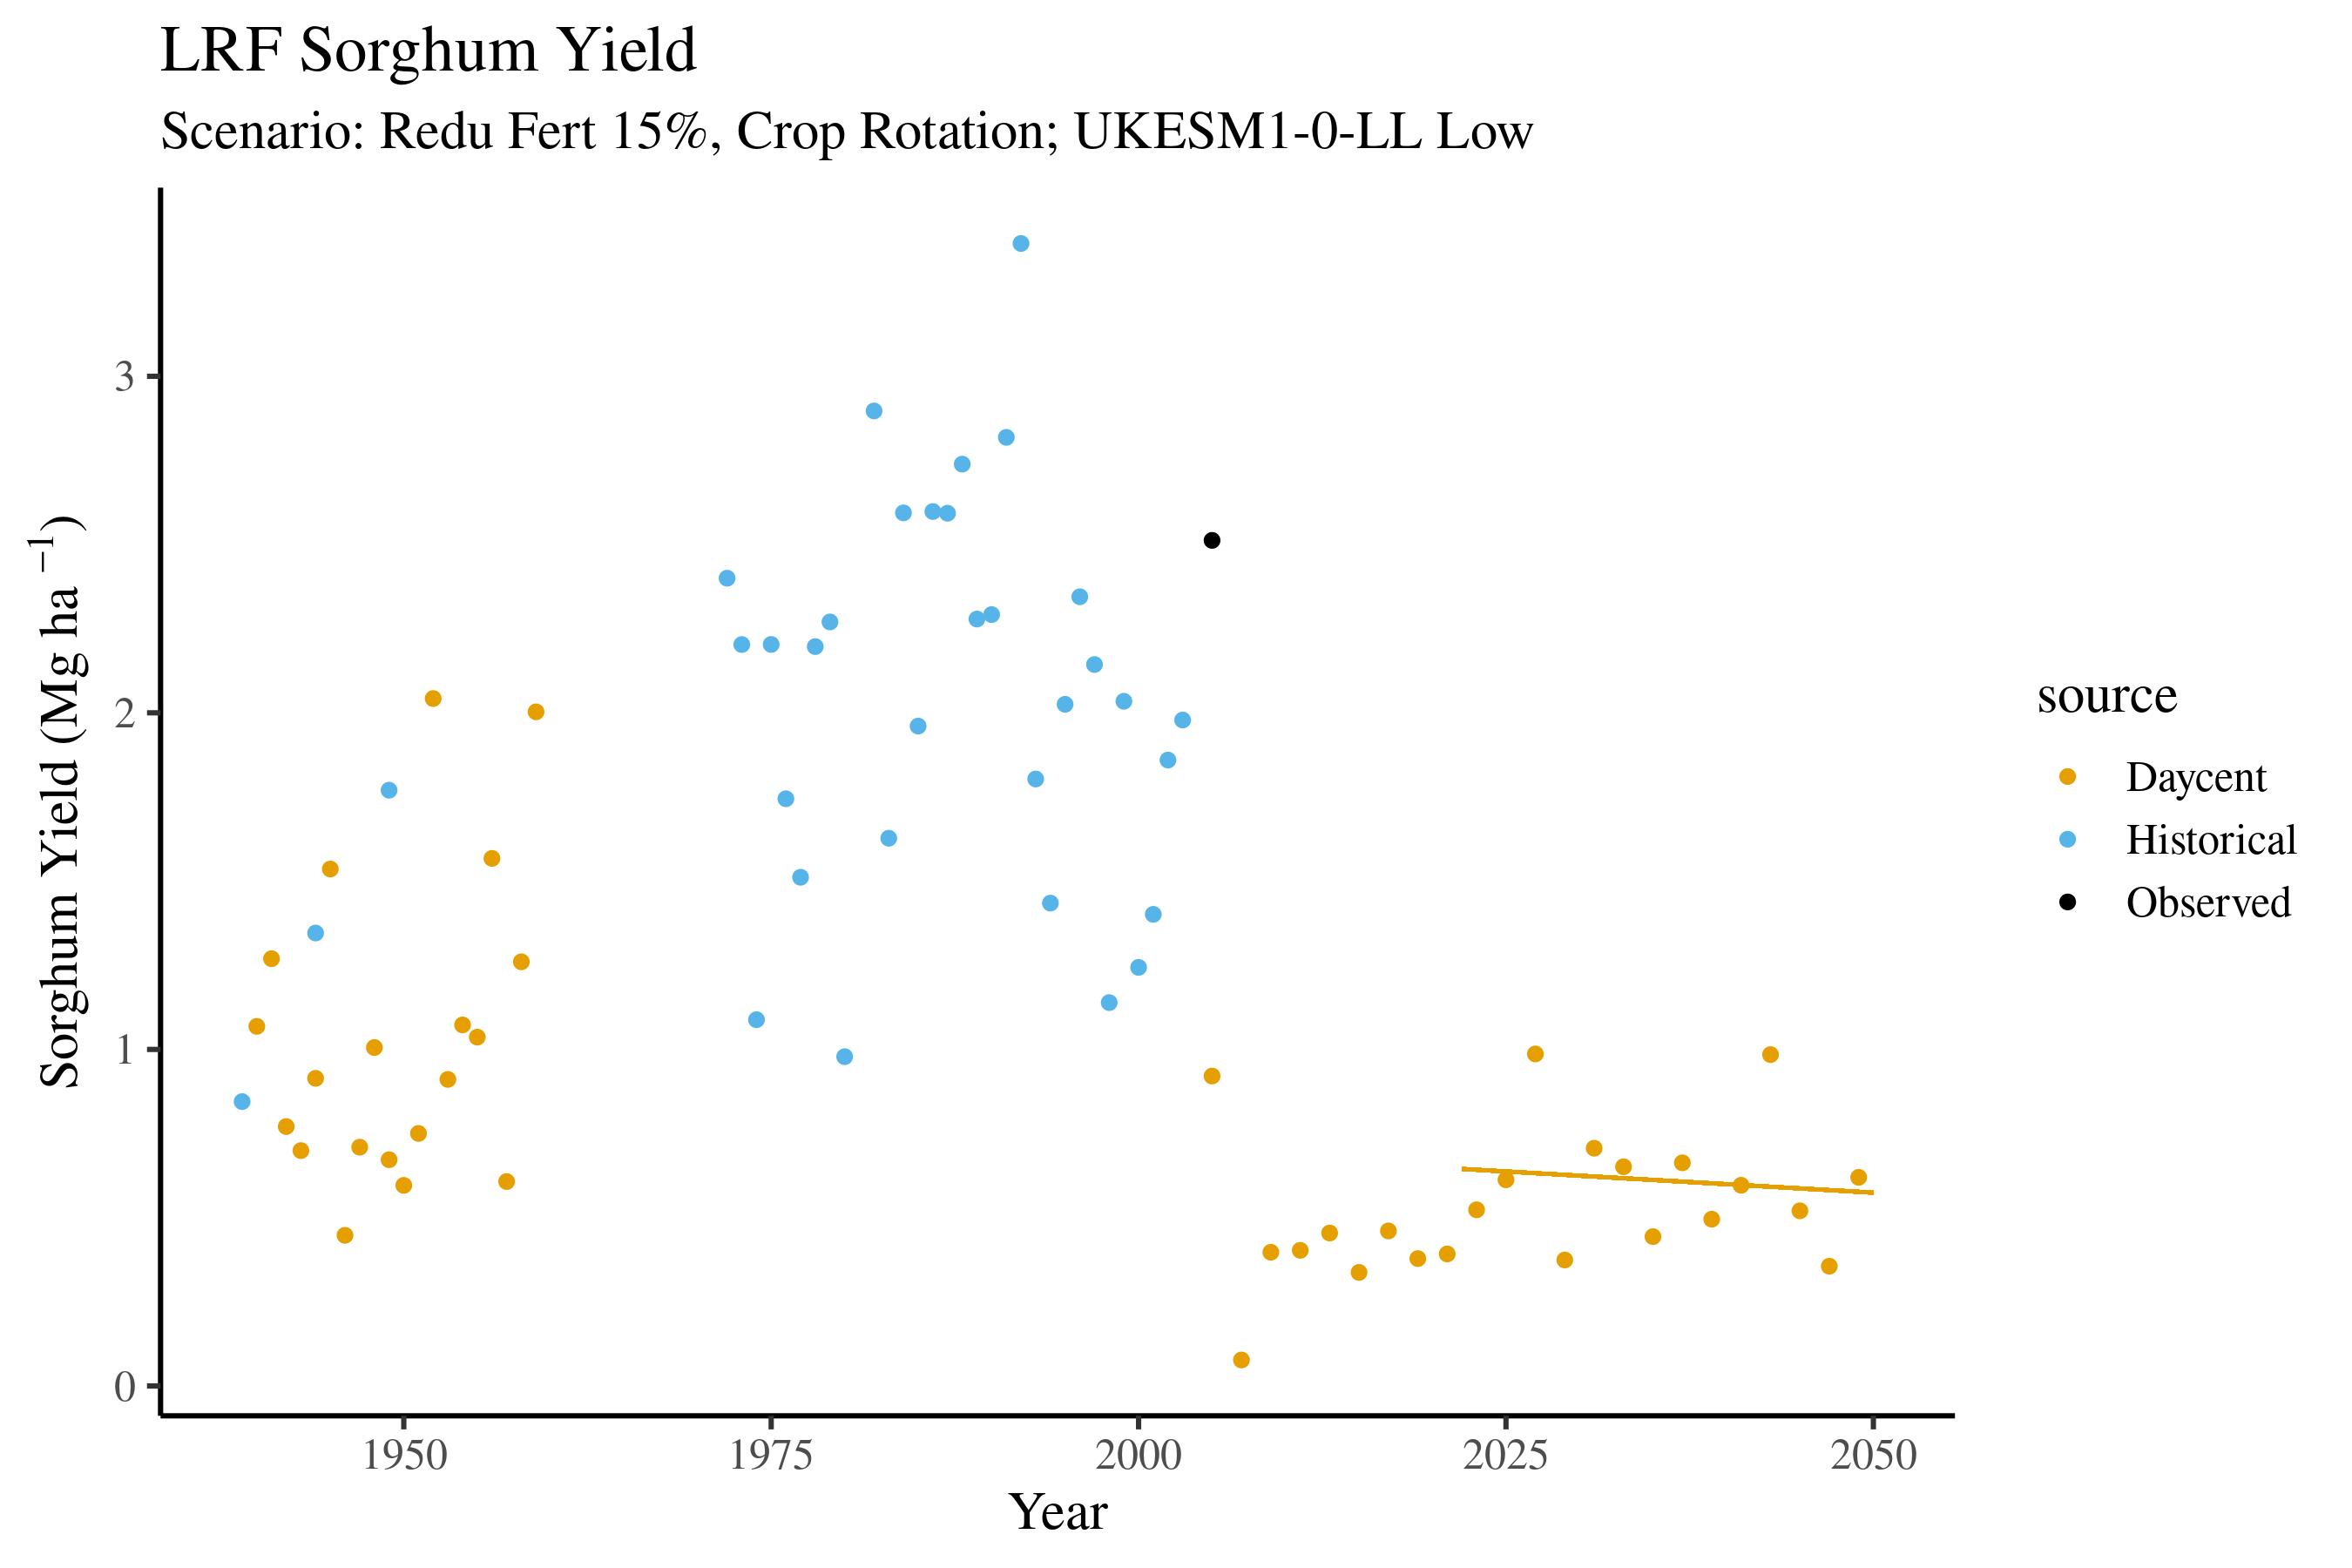 LRF Sorghum Yield
Scenario: Redu Fert 15%, Crop Rotation; UKESM1-0-LL Low
Sorghum Yield (Mg ha −1)
3
2
1
0
1950 1975 2000 2025 2050
Year
source
Daycent
Historical
Observed